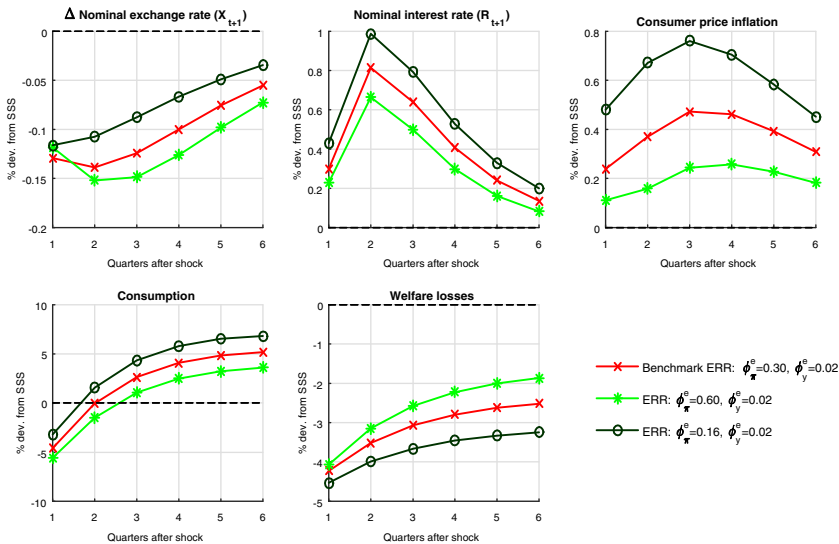 Δ Nominal exchange rate (X_{t+1})
0
-0.05
-0.1
-0.15
-0.2
% dev. from SSS
1 2 3 4 5 6
Quarters after shock
Nominal interest rate (R_{t+1})
1
0.8
0.6
0.4
0.2
0
% dev. from SSS
1 2 3 4 5 6
Quarters after shock
Consumer price inflation
0.8
0.6
0.4
0.2
0
% dev. from SSS
1 2 3 4 5 6
Quarters after shock
Consumption
10
5
0
-5
-10
% dev. from SSS
1 2 3 4 5 6
Quarters after shock
Welfare losses
0
-1
-2
-3
-4
-5
% dev. from SSS
1 2 3 4 5 6
Quarters after shock
Benchmark ERR: ϕ^e_π=0.30, ϕ^e_y=0.02
ERR: ϕ^e_π=0.60, ϕ^e_y=0.02
ERR: ϕ^e_π=0.16, ϕ^e_y=0.02